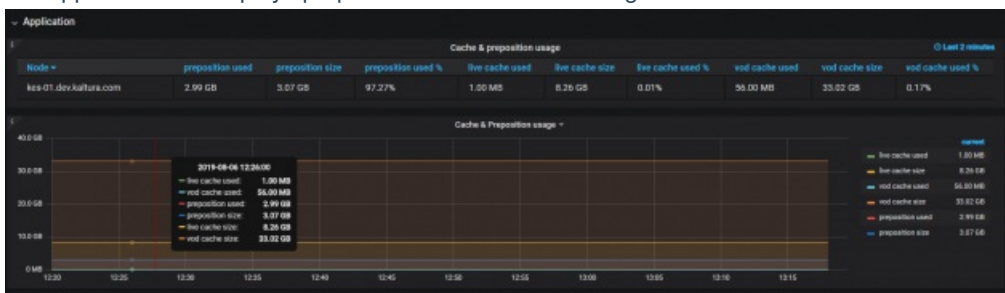 Application
Cache & preposition usage
Last 2 minutes
Node preposition used preposition size preposition used % live cache used live cache size live cache used % vod cache used vod cache size vod cache used %
kes-01.dev.kaltura.com 2.99 GB 3.07 GB 97.27% 1.00 MB 8.26 GB 0.01% 56.00 MB 33.02 GB 0.17%
Cache & Preposition usage
40.0 GB
30.0 GB
20.0 GB
10.0 GB
0 MB
12:20 12:25 12:30 12:35 12:40 12:45 12:50 12:55 13:00 13:05 13:10 13:15
2019-08-06 12:26:00
live cache used: 1.00 MB
vod cache used: 56.00 MB
preposition used: 2.99 GB
preposition size: 3.07 GB
live cache size: 8.26 GB
vod cache size: 33.02 GB
current
live cache used 1.00 MB
live cache size 8.26 GB
vod cache used 56.00 MB
vod cache size 33.02 GB
preposition used 2.99 GB
preposition size 3.07 GB